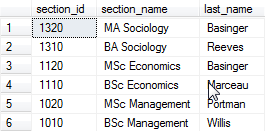 section_id section_name last_name
1 1320 MA Sociology Basinger
2 1310 BA Sociology Reeves
3 1120 MSc Economics Basinger
4 1110 BSc Economics Marceau
5 1020 MSc Management Portman
6 1010 BSc Management Willis